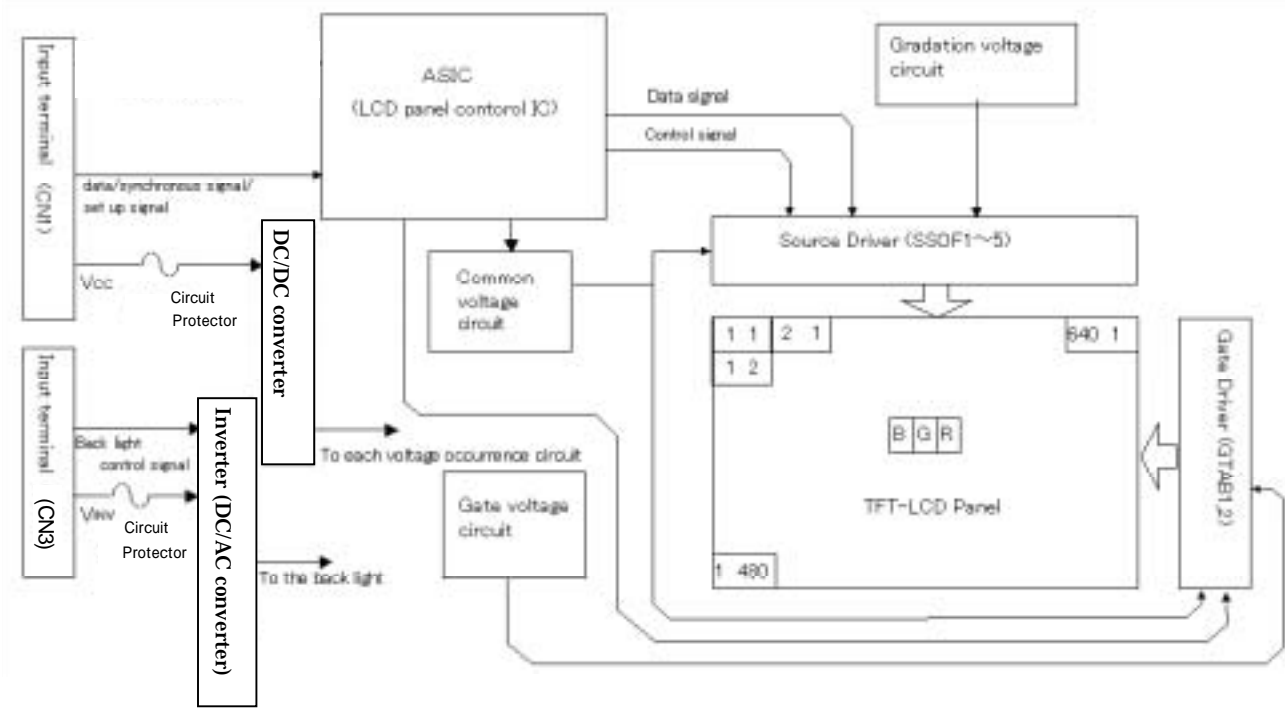 Input terminal (CN1)
ASIC
(LCD panel contorol IC)
Gradation voltage
circuit
Data signal
Control signal
data/synchronous signal/
set up signal
Vcc
Circuit
Protector
DC/DC converter
Common
voltage
circuit
Source Driver (SSDF1～5)
1 1
2 1
640 1
1 2
B G R
TFT-LCD Panel
1 480
Gate Driver (GTAB1,2)
Input terminal (CN3)
Back light
control signal
VINV
Circuit
Protector
Inverter (DC/AC converter)
To each voltage occurrence circuit
Gate voltage
circuit
To the back light